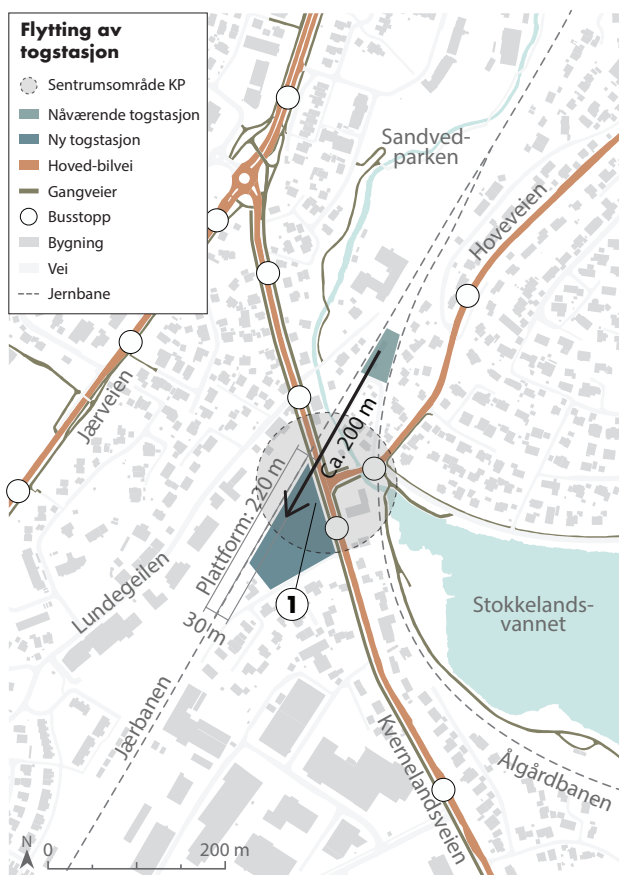 Flytting av
togstasjon
Sentrumsområde KP
Nåværende togstasjon
Ny togstasjon
Hoved-bilvei
Gangveier
Busstopp
Bygning
Vei
Jernbane
Sandved-
parken
Hoveveien
Jærveien
Ca. 200 m
Plattform: 220 m
Lundegeilen
30 m
1
Stokkelands-
vannet
Jærbanen
Kvernelandsveien
Ålgårdbanen
N
0
200 m